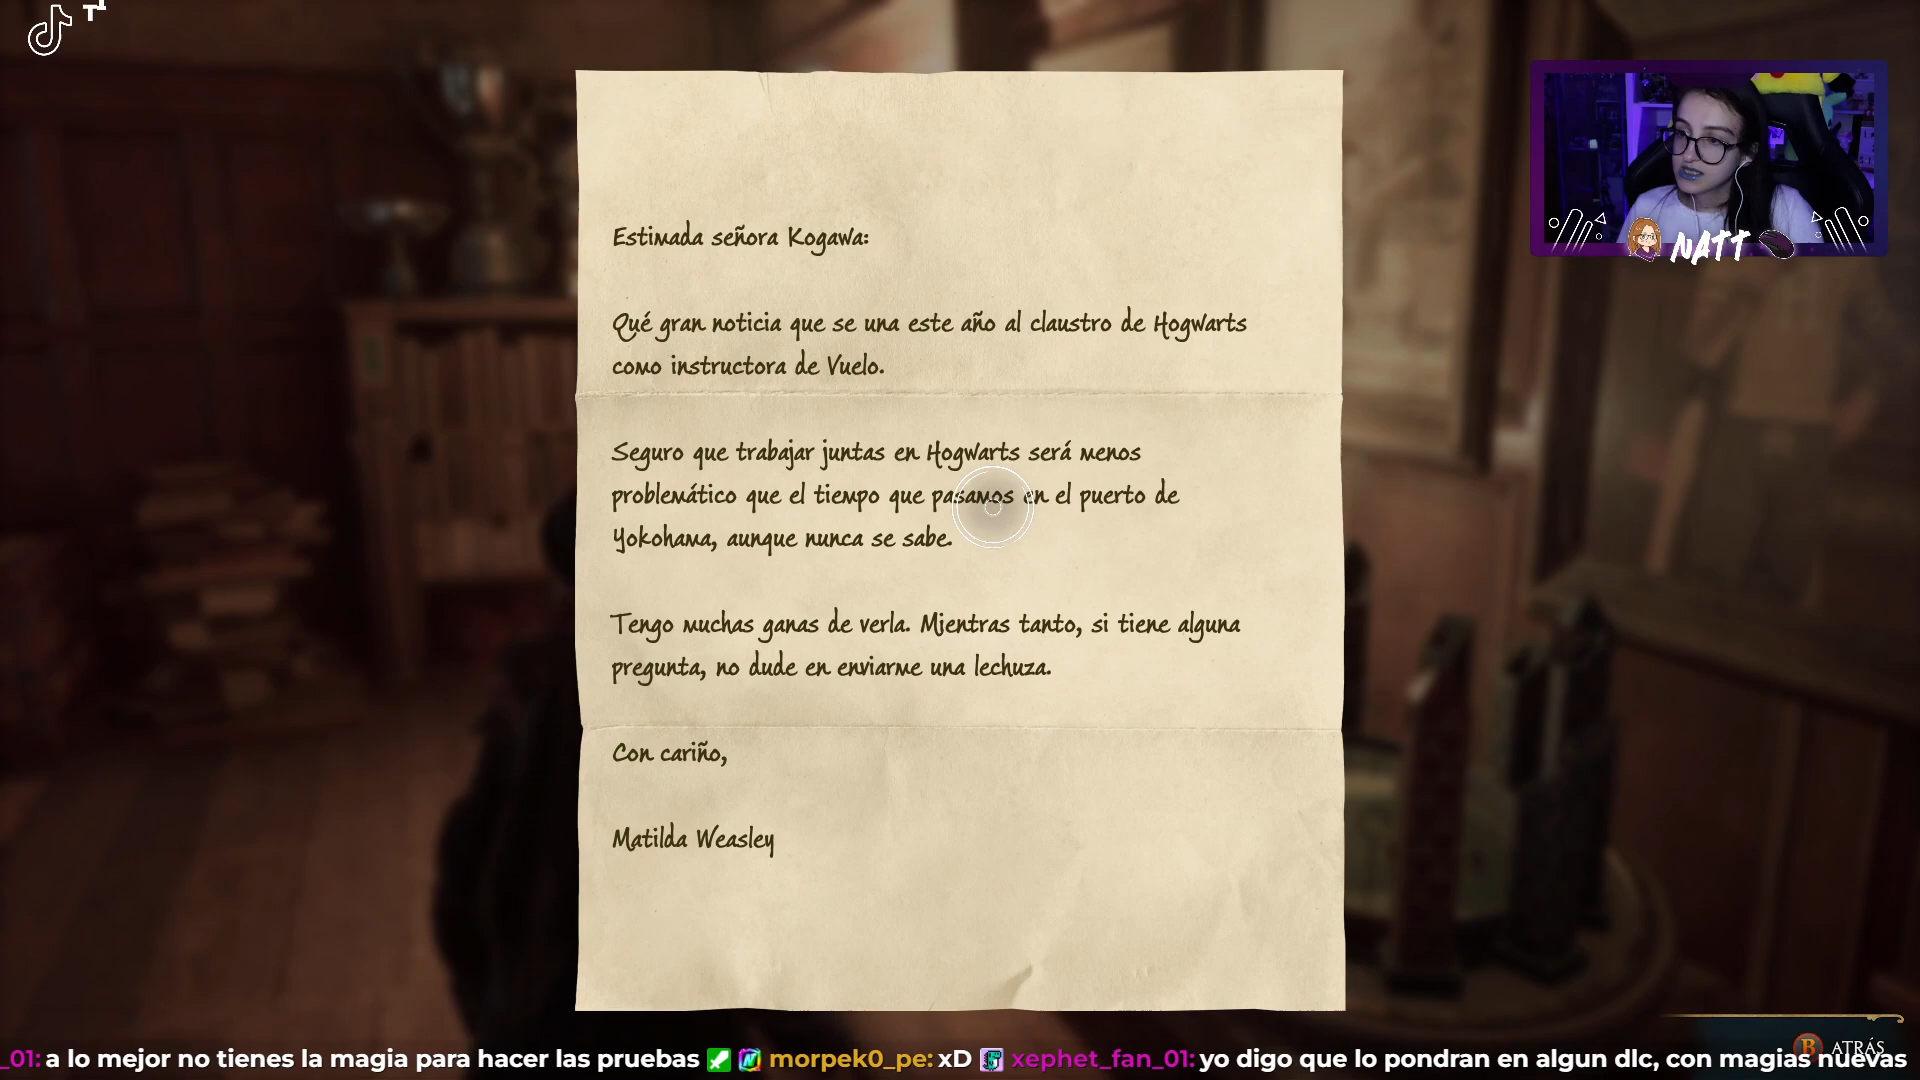 Estimada señora Kogawa:
Qué gran noticia que se una este año al claustro de Hogwarts
como instructora de Vuelo.
Seguro que trabajar juntas en Hogwarts será menos
problemático que el tiempo que pasamos en el puerto de
Yokohama, aunque nunca se sabe.
Tengo muchas ganas de verla. Mientras tanto, si tiene alguna
pregunta, no dude en enviarme una lechuza.
Con cariño,
Matilda Weasley
NATT
B ATRÁS
_01: a lo mejor no tienes la magia para hacer las pruebas morpek0_pe: xD xephet_fan_01: yo digo que lo pondran en algun dlc, con magias nuevas